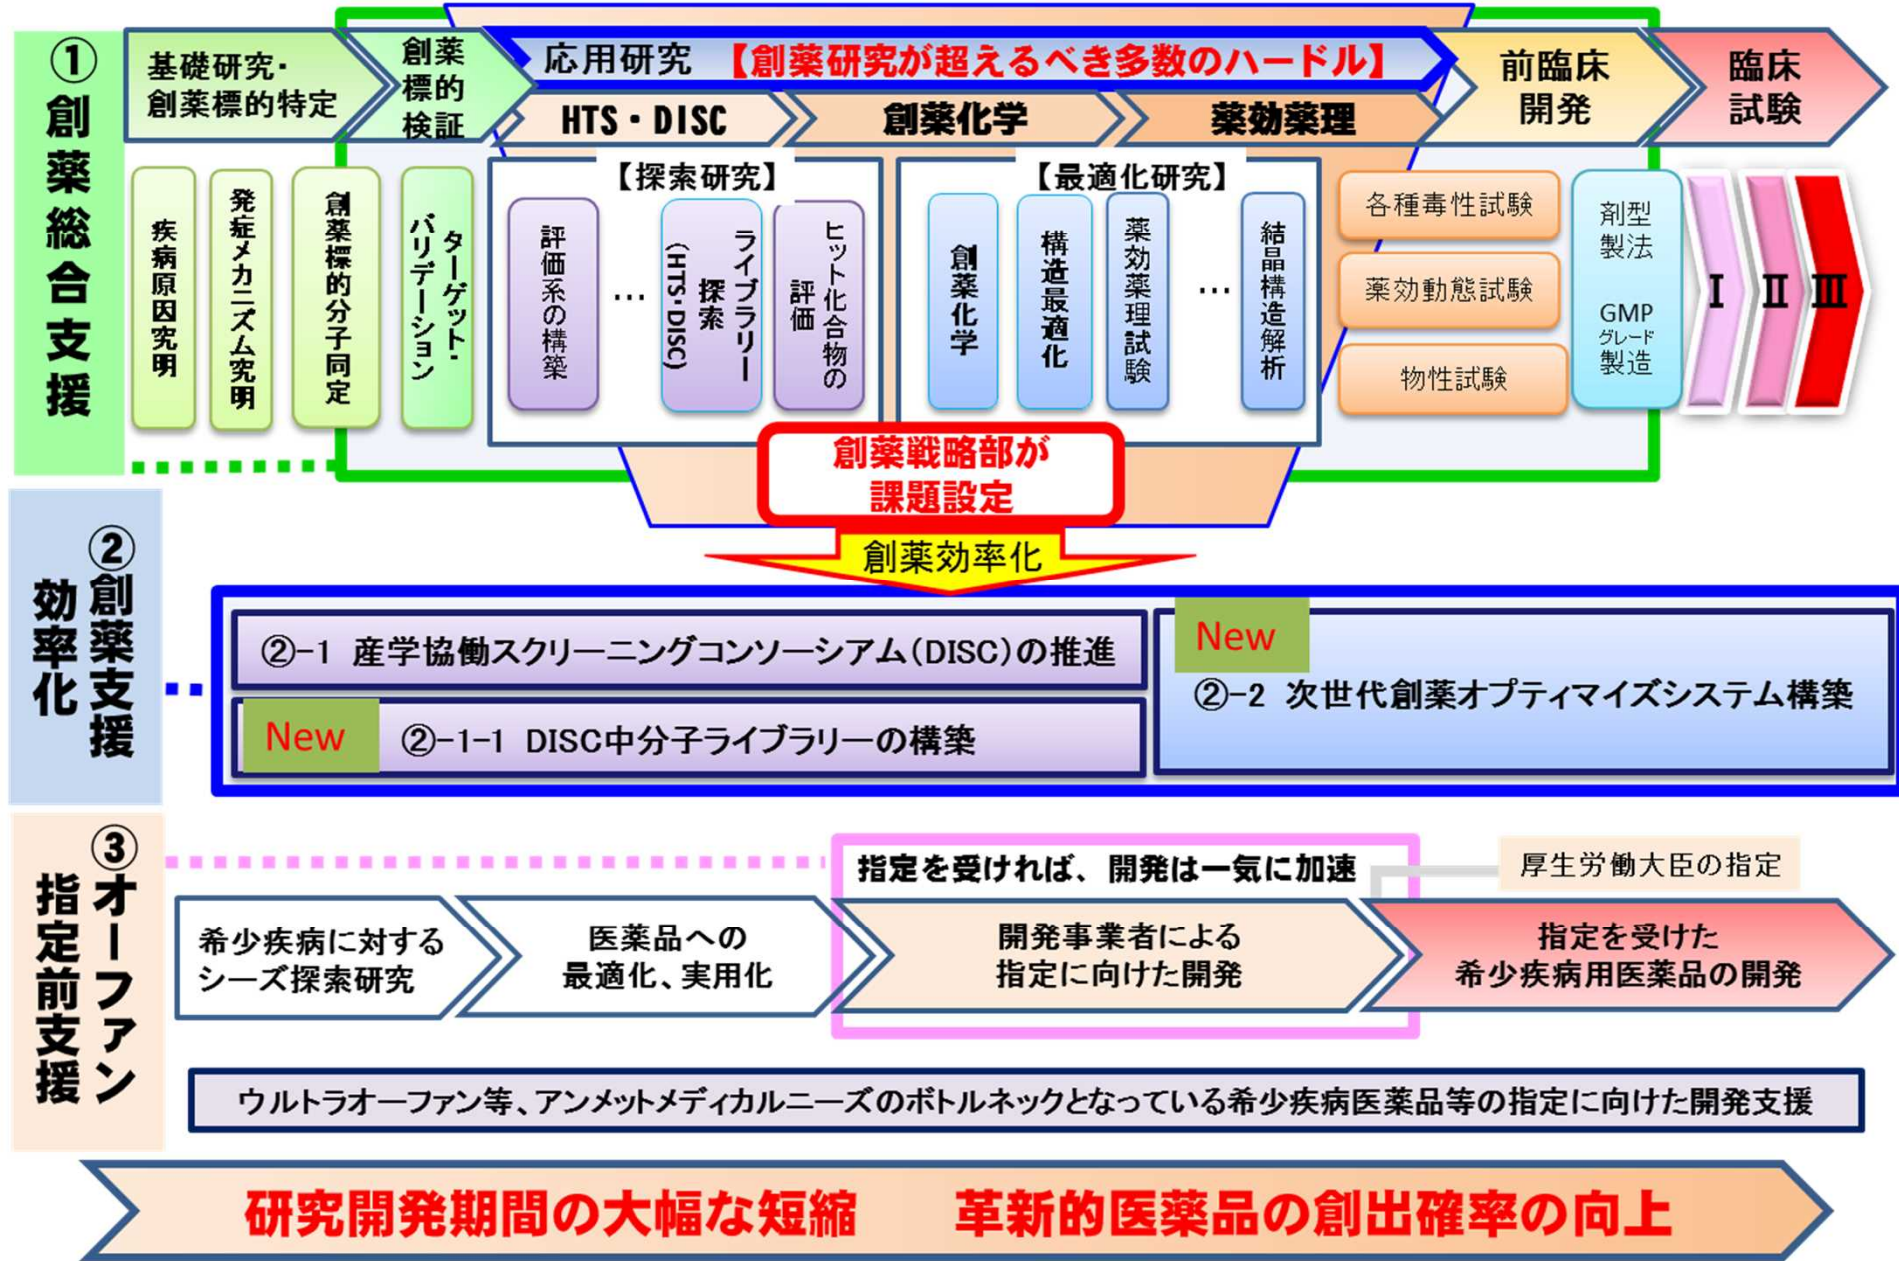 ①創薬総合支援
基礎研究・
創薬標的特定
創薬
標的
検証
応用研究 【創薬研究が超えるべき多数のハードル】
HTS・DISC
創薬化学
薬効薬理
前臨床
開発
臨床
試験
疾病原因究明
発症メカニズム究明
創薬標的分子同定
ターゲット・
バリデーション
【探索研究】
評価系の構築
…
ライブラリー
探索
(HTS・DISC)
ヒット化合物の
評価
【最適化研究】
創薬化学
構造最適化
薬効薬理試験
…
結晶構造解析
各種毒性試験
薬効動態試験
物性試験
剤型
製法
GMP
グレード
製造
Ⅰ
Ⅱ
Ⅲ
創薬戦略部が
課題設定
創薬効率化
②創薬支援
効率化
②-1 産学協働スクリーニングコンソーシアム(DISC)の推進
New
②-1-1 DISC中分子ライブラリーの構築
New
②-2 次世代創薬オプティマイズシステム構築
③オーファン
指定前支援
指定を受ければ、開発は一気に加速
厚生労働大臣の指定
希少疾病に対する
シーズ探索研究
医薬品への
最適化、実用化
開発事業者による
指定に向けた開発
指定を受けた
希少疾病用医薬品の開発
ウルトラオーファン等、アンメットメディカルニーズのボトルネックとなっている希少疾病医薬品等の指定に向けた開発支援
研究開発期間の大幅な短縮 革新的医薬品の創出確率の向上